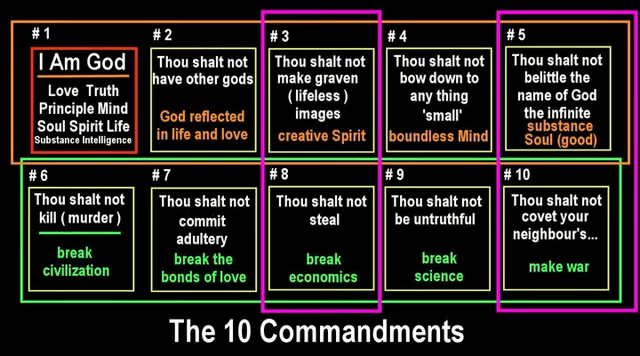 # 1
I Am God
Love Truth
Principle Mind
Soul Spirit Life
Substance Intelligence
# 2
Thou shalt not
have other gods
God reflected
in life and love
# 3
Thou shalt not
make graven
( lifeless )
images
creative Spirit
# 4
Thou shalt not
bow down to
any thing
'small'
boundless Mind
# 5
Thou shalt not
belittle the
name of God
the infinite
substance
Soul (good)
# 6
Thou shalt not
kill ( murder )
break
civilization
# 7
Thou shalt not
commit
adultery
break the
bonds of love
# 8
Thou shalt not
steal
break
economics
# 9
Thou shalt not
be untruthful
break
science
# 10
Thou shalt not
covet your
neighbour's...
make war
The 10 Commandments